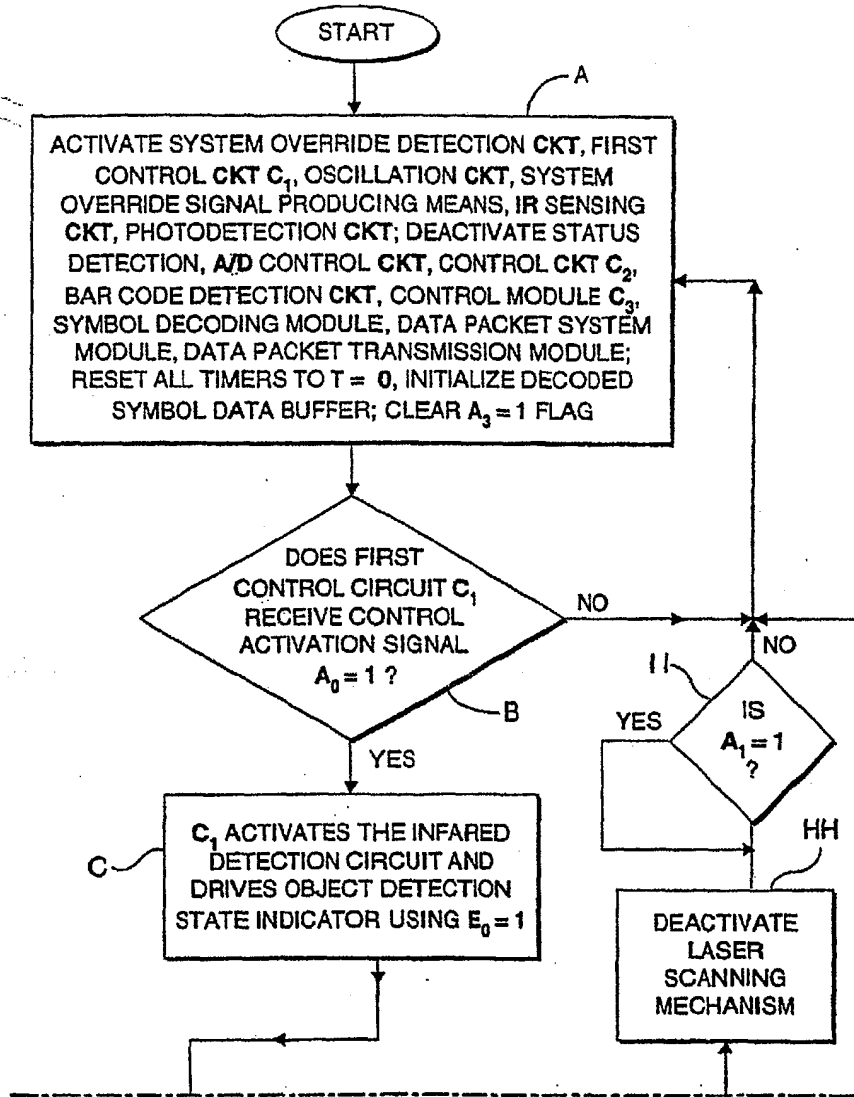 START
A
ACTIVATE SYSTEM OVERRIDE DETECTION CKT, FIRST
CONTROL CKT C₁, OSCILLATION CKT, SYSTEM
OVERRIDE SIGNAL PRODUCING MEANS, IR SENSING
CKT, PHOTODETECTION CKT; DEACTIVATE STATUS
DETECTION, A/D CONTROL CKT, CONTROL CKT C₂,
BAR CODE DETECTION CKT, CONTROL MODULE C₃,
SYMBOL DECODING MODULE, DATA PACKET SYSTEM
MODULE, DATA PACKET TRANSMISSION MODULE;
RESET ALL TIMERS TO T = 0, INITIALIZE DECODED
SYMBOL DATA BUFFER; CLEAR A₃ = 1 FLAG
DOES FIRST
CONTROL CIRCUIT C₁
RECEIVE CONTROL
ACTIVATION SIGNAL
A₀ = 1 ?
B
NO
YES
C
C₁ ACTIVATES THE INFARED
DETECTION CIRCUIT AND
DRIVES OBJECT DETECTION
STATE INDICATOR USING E₀ = 1
NO
II
YES
IS
A₁ = 1
?
HH
DEACTIVATE
LASER
SCANNING
MECHANISM